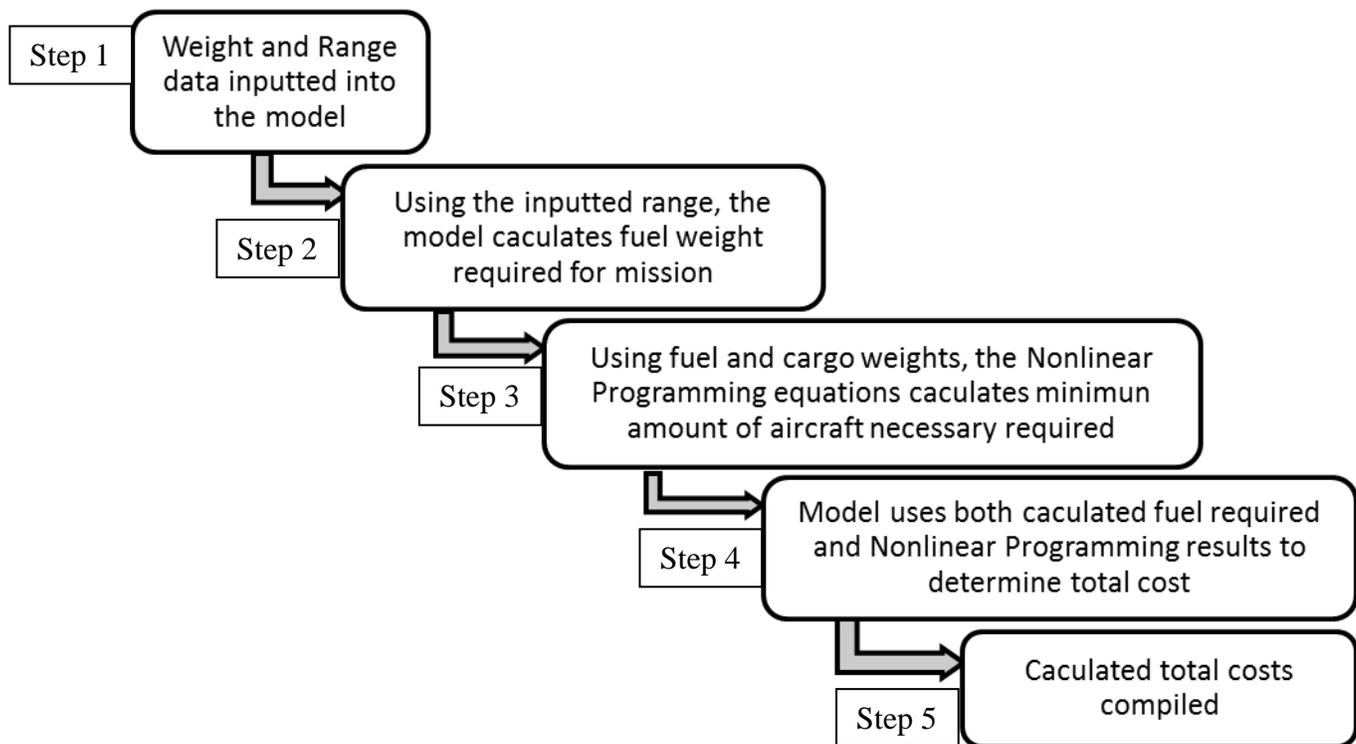 Step 1
Weight and Range
data inputted into
the model
Step 2
Using the inputted range, the
model caculates fuel weight
required for mission
Step 3
Using fuel and cargo weights, the Nonlinear
Programming equations caculates minimun
amount of aircraft necessary required
Step 4
Model uses both caculated fuel required
and Nonlinear Programming results to
determine total cost
Step 5
Caculated total costs
compiled